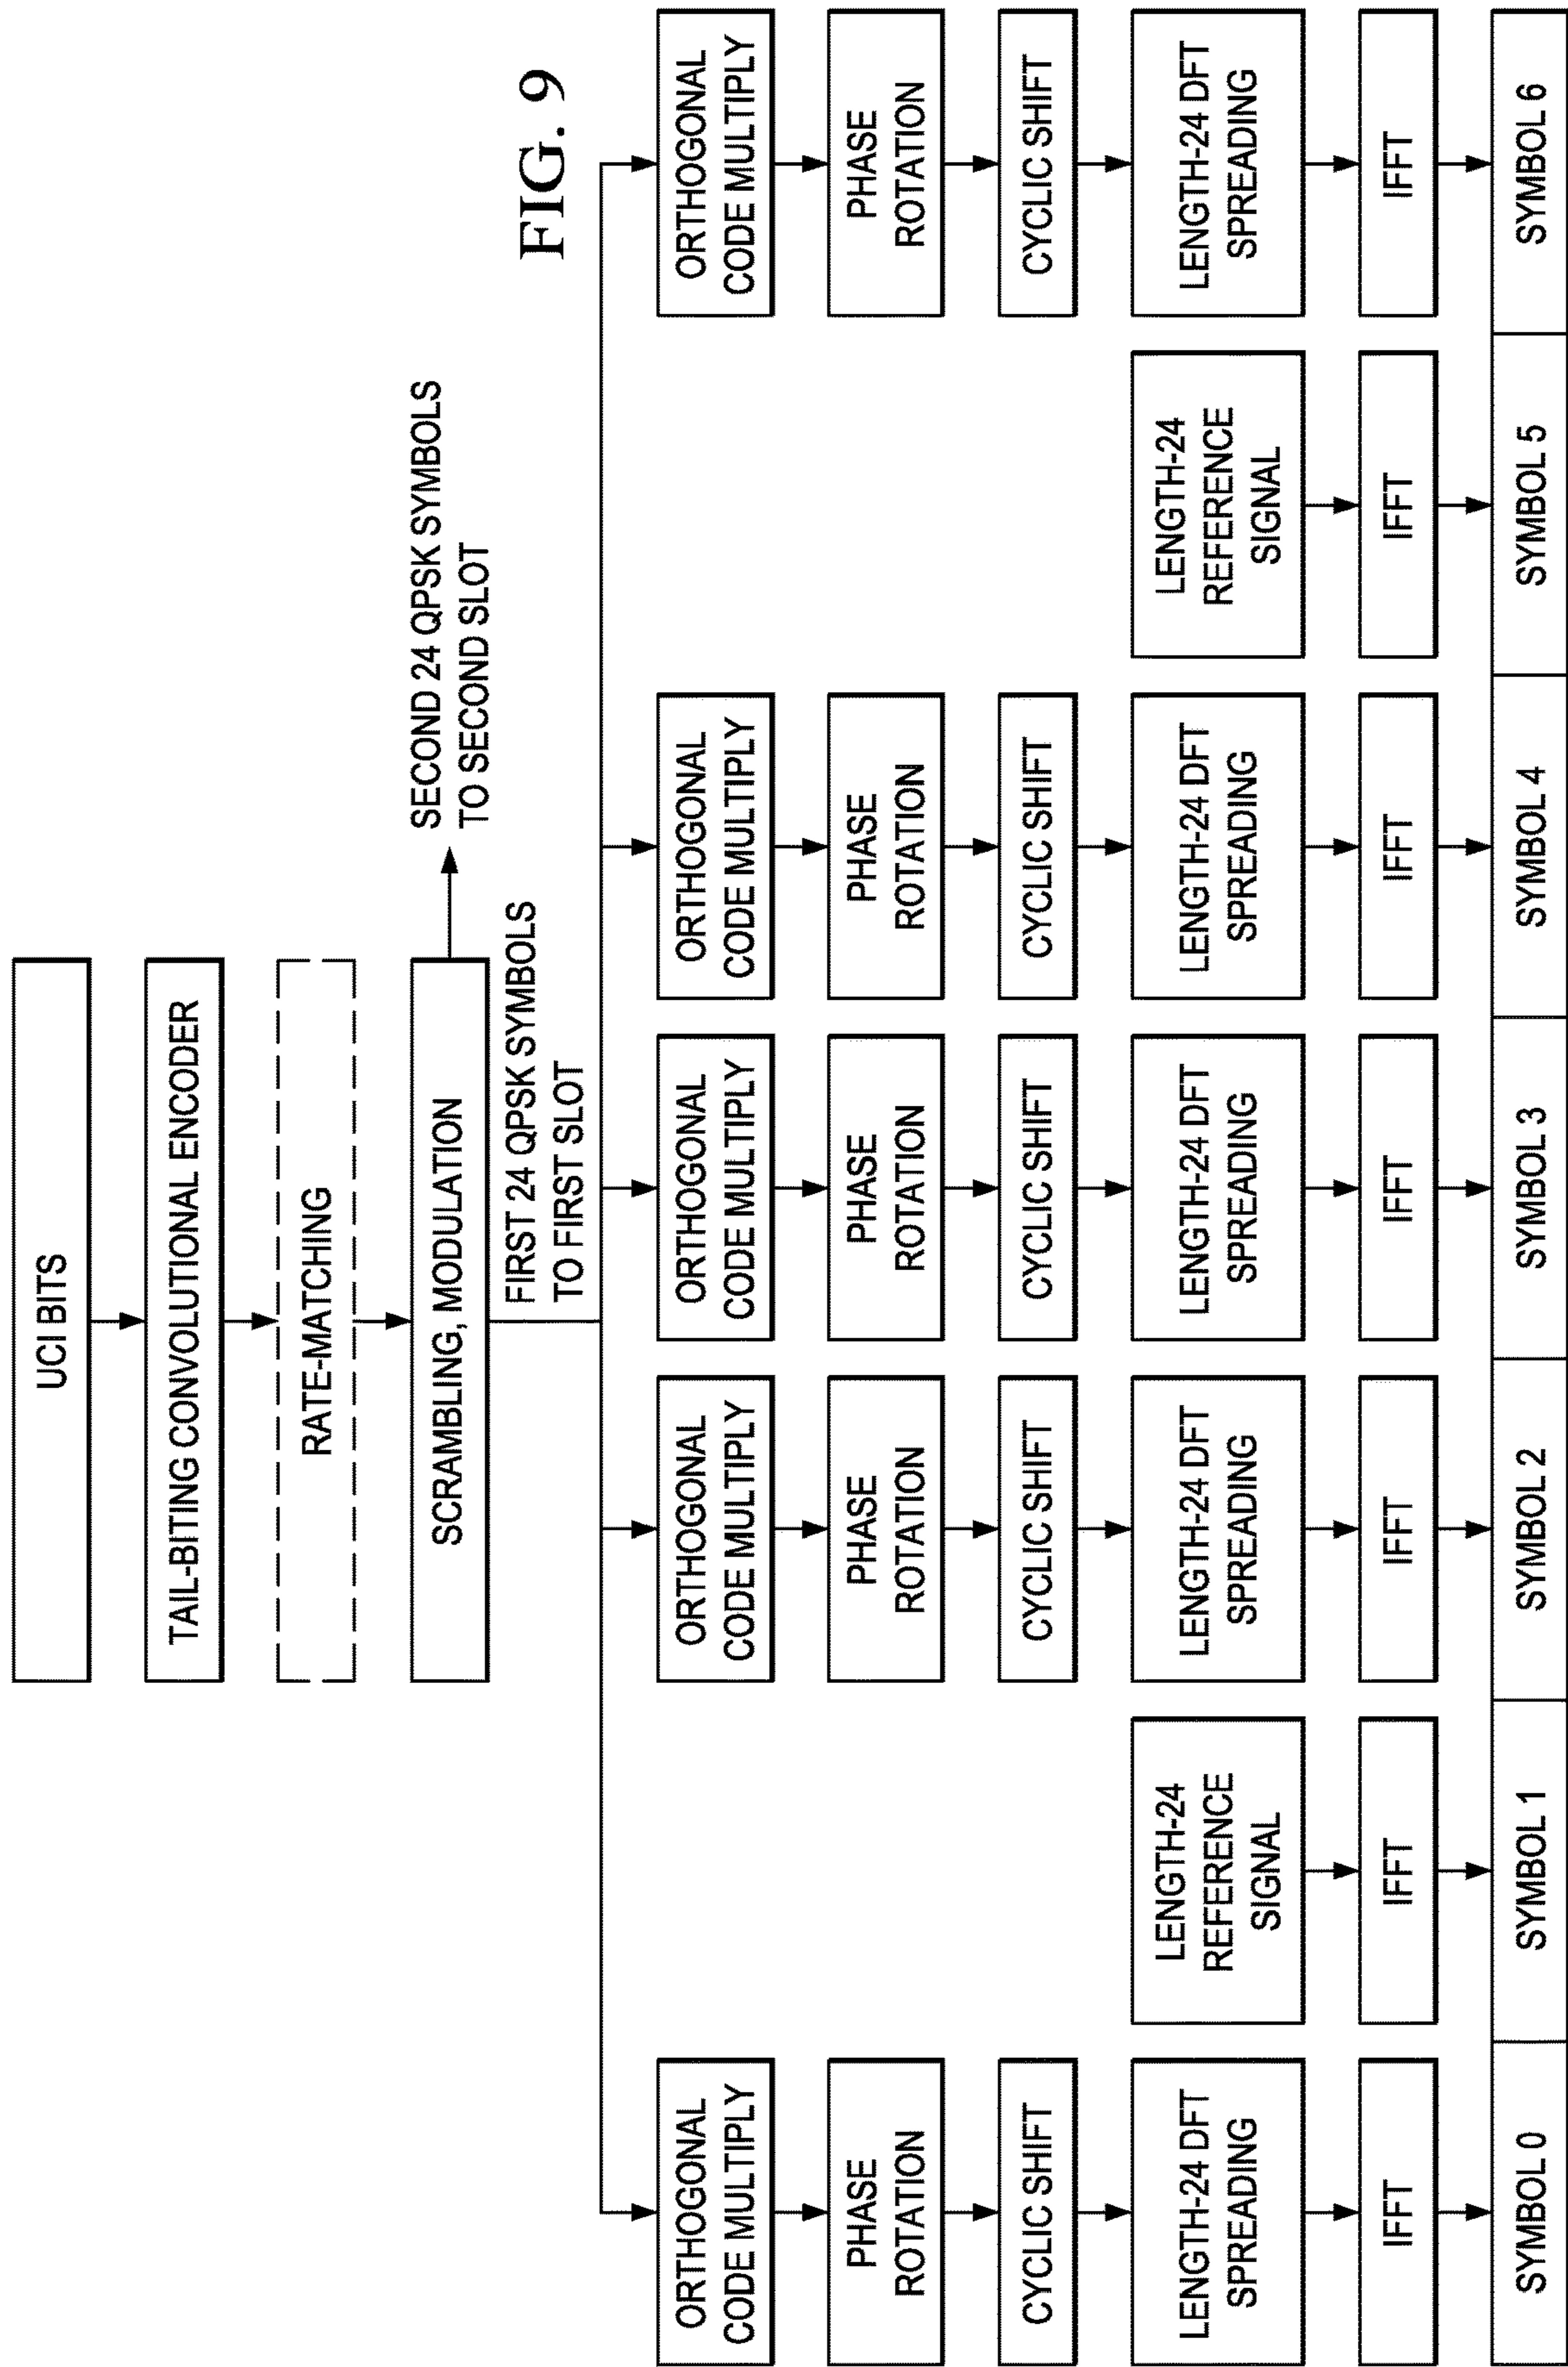 UCI BITS
TAIL-BITING CONVOLUTIONAL ENCODER
RATE-MATCHING
SCRAMBLING, MODULATION
SECOND 24 QPSK SYMBOLS
TO SECOND SLOT
FIRST 24 QPSK SYMBOLS
TO FIRST SLOT
FIG. 9
ORTHOGONAL
CODE MULTIPLY
PHASE
ROTATION
CYCLIC SHIFT
LENGTH-24 DFT
SPREADING
IFFT
SYMBOL 0
LENGTH-24
REFERENCE
SIGNAL
IFFT
SYMBOL 1
ORTHOGONAL
CODE MULTIPLY
PHASE
ROTATION
CYCLIC SHIFT
LENGTH-24 DFT
SPREADING
IFFT
SYMBOL 2
ORTHOGONAL
CODE MULTIPLY
PHASE
ROTATION
CYCLIC SHIFT
LENGTH-24 DFT
SPREADING
IFFT
SYMBOL 3
ORTHOGONAL
CODE MULTIPLY
PHASE
ROTATION
CYCLIC SHIFT
LENGTH-24 DFT
SPREADING
IFFT
SYMBOL 4
LENGTH-24
REFERENCE
SIGNAL
IFFT
SYMBOL 5
ORTHOGONAL
CODE MULTIPLY
PHASE
ROTATION
CYCLIC SHIFT
LENGTH-24 DFT
SPREADING
IFFT
SYMBOL 6